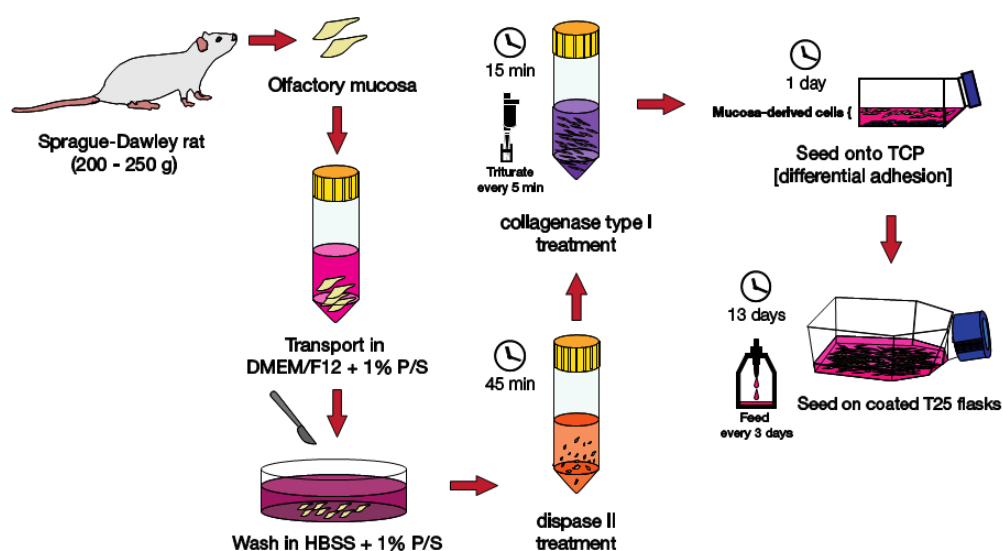 Olfactory mucosa
Sprague-Dawley rat
(200 - 250 g)
Transport in
DMEM/F12 + 1% P/S
Wash in HBSS + 1% P/S
45 min
dispase II
treatment
15 min
Triturate
every 5 min
collagenase type I
treatment
1 day
Mucosa-derived cells {
Seed onto TCP
[differential adhesion]
13 days
Feed
every 3 days
Seed on coated T25 flasks